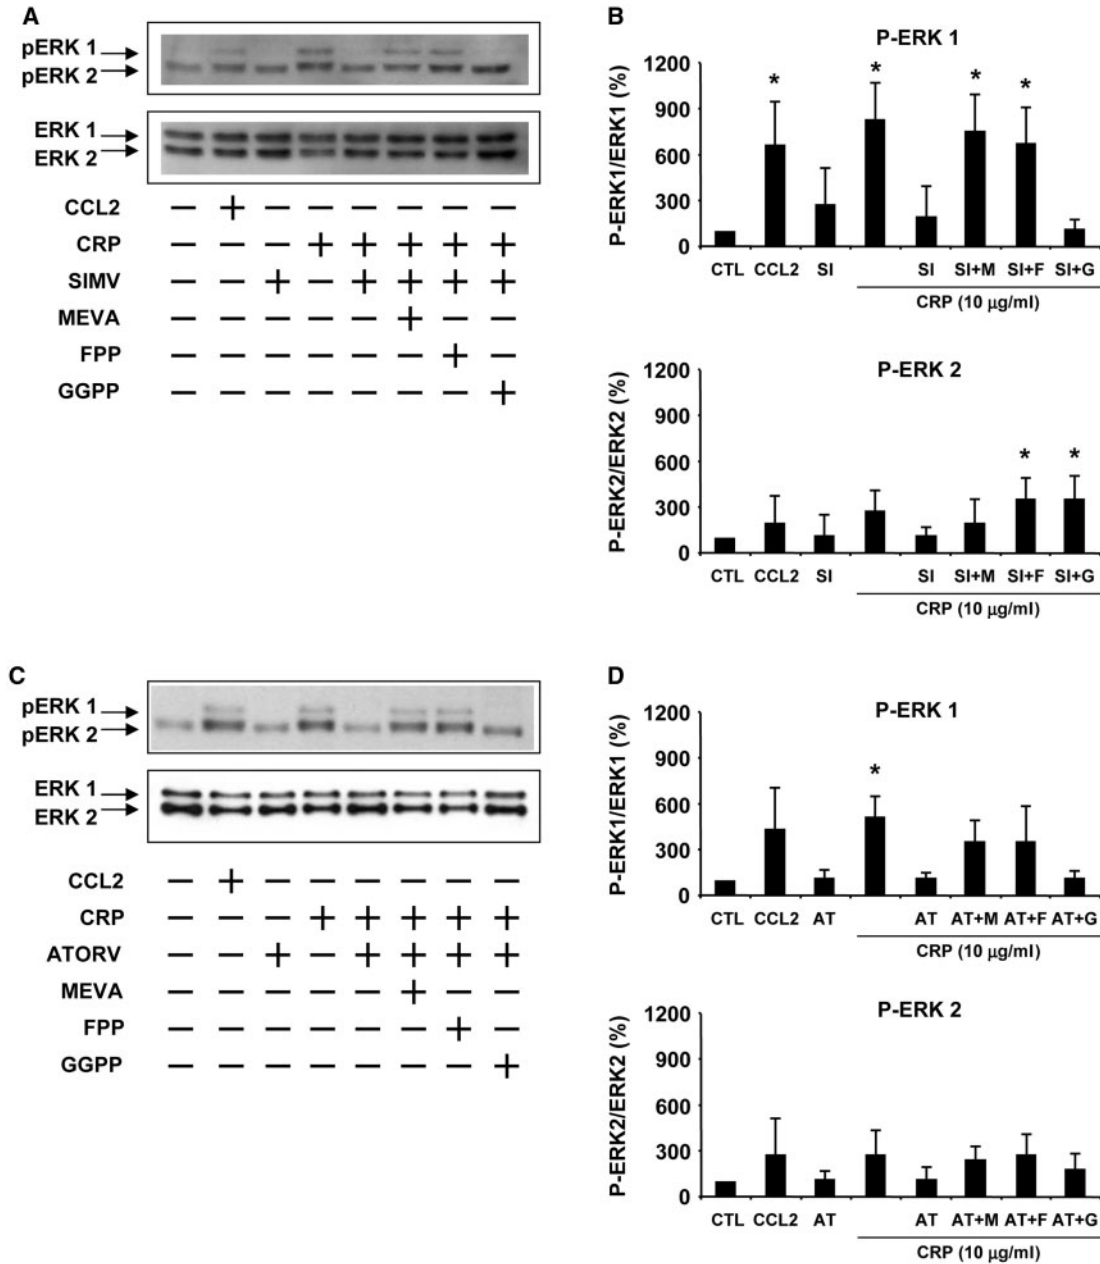 A
pERK 1
pERK 2
ERK 1
ERK 2
CCL2 – + – – – – – –
CRP – – – + + + + +
SIMV – – + – + + + +
MEVA – – – – – + – –
FPP – – – – – – + –
GGPP – – – – – – – +
B
P-ERK 1
P-ERK1/ERK1 (%)
1200
900
600
300
0
* * * *
CTL CCL2 SI SI SI+M SI+F SI+G
CRP (10 µg/ml)
P-ERK 2
P-ERK2/ERK2 (%)
1200
900
600
300
0
* *
CTL CCL2 SI SI SI+M SI+F SI+G
CRP (10 µg/ml)
C
pERK 1
pERK 2
ERK 1
ERK 2
CCL2 – + – – – – – –
CRP – – – + + + + +
ATORV – – + – + + + +
MEVA – – – – – + – –
FPP – – – – – – + –
GGPP – – – – – – – +
D
P-ERK 1
P-ERK1/ERK1 (%)
1200
900
600
300
0
*
CTL CCL2 AT AT AT+M AT+F AT+G
CRP (10 µg/ml)
P-ERK 2
P-ERK2/ERK2 (%)
1200
900
600
300
0
CTL CCL2 AT AT AT+M AT+F AT+G
CRP (10 µg/ml)